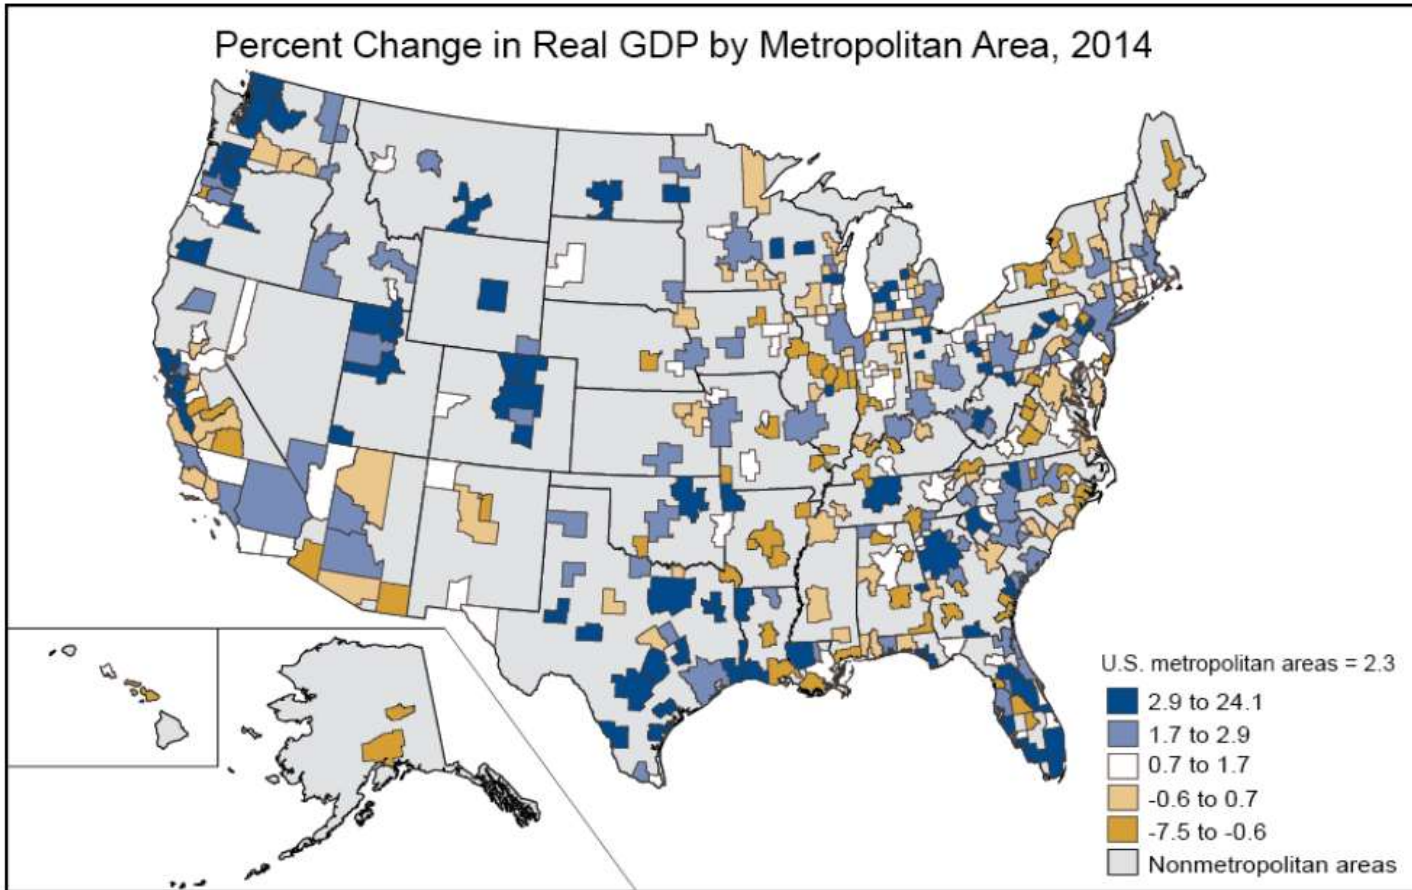 Percent Change in Real GDP by Metropolitan Area, 2014
U.S. metropolitan areas = 2.3
2.9 to 24.1
1.7 to 2.9
0.7 to 1.7
-0.6 to 0.7
-7.5 to -0.6
Nonmetropolitan areas